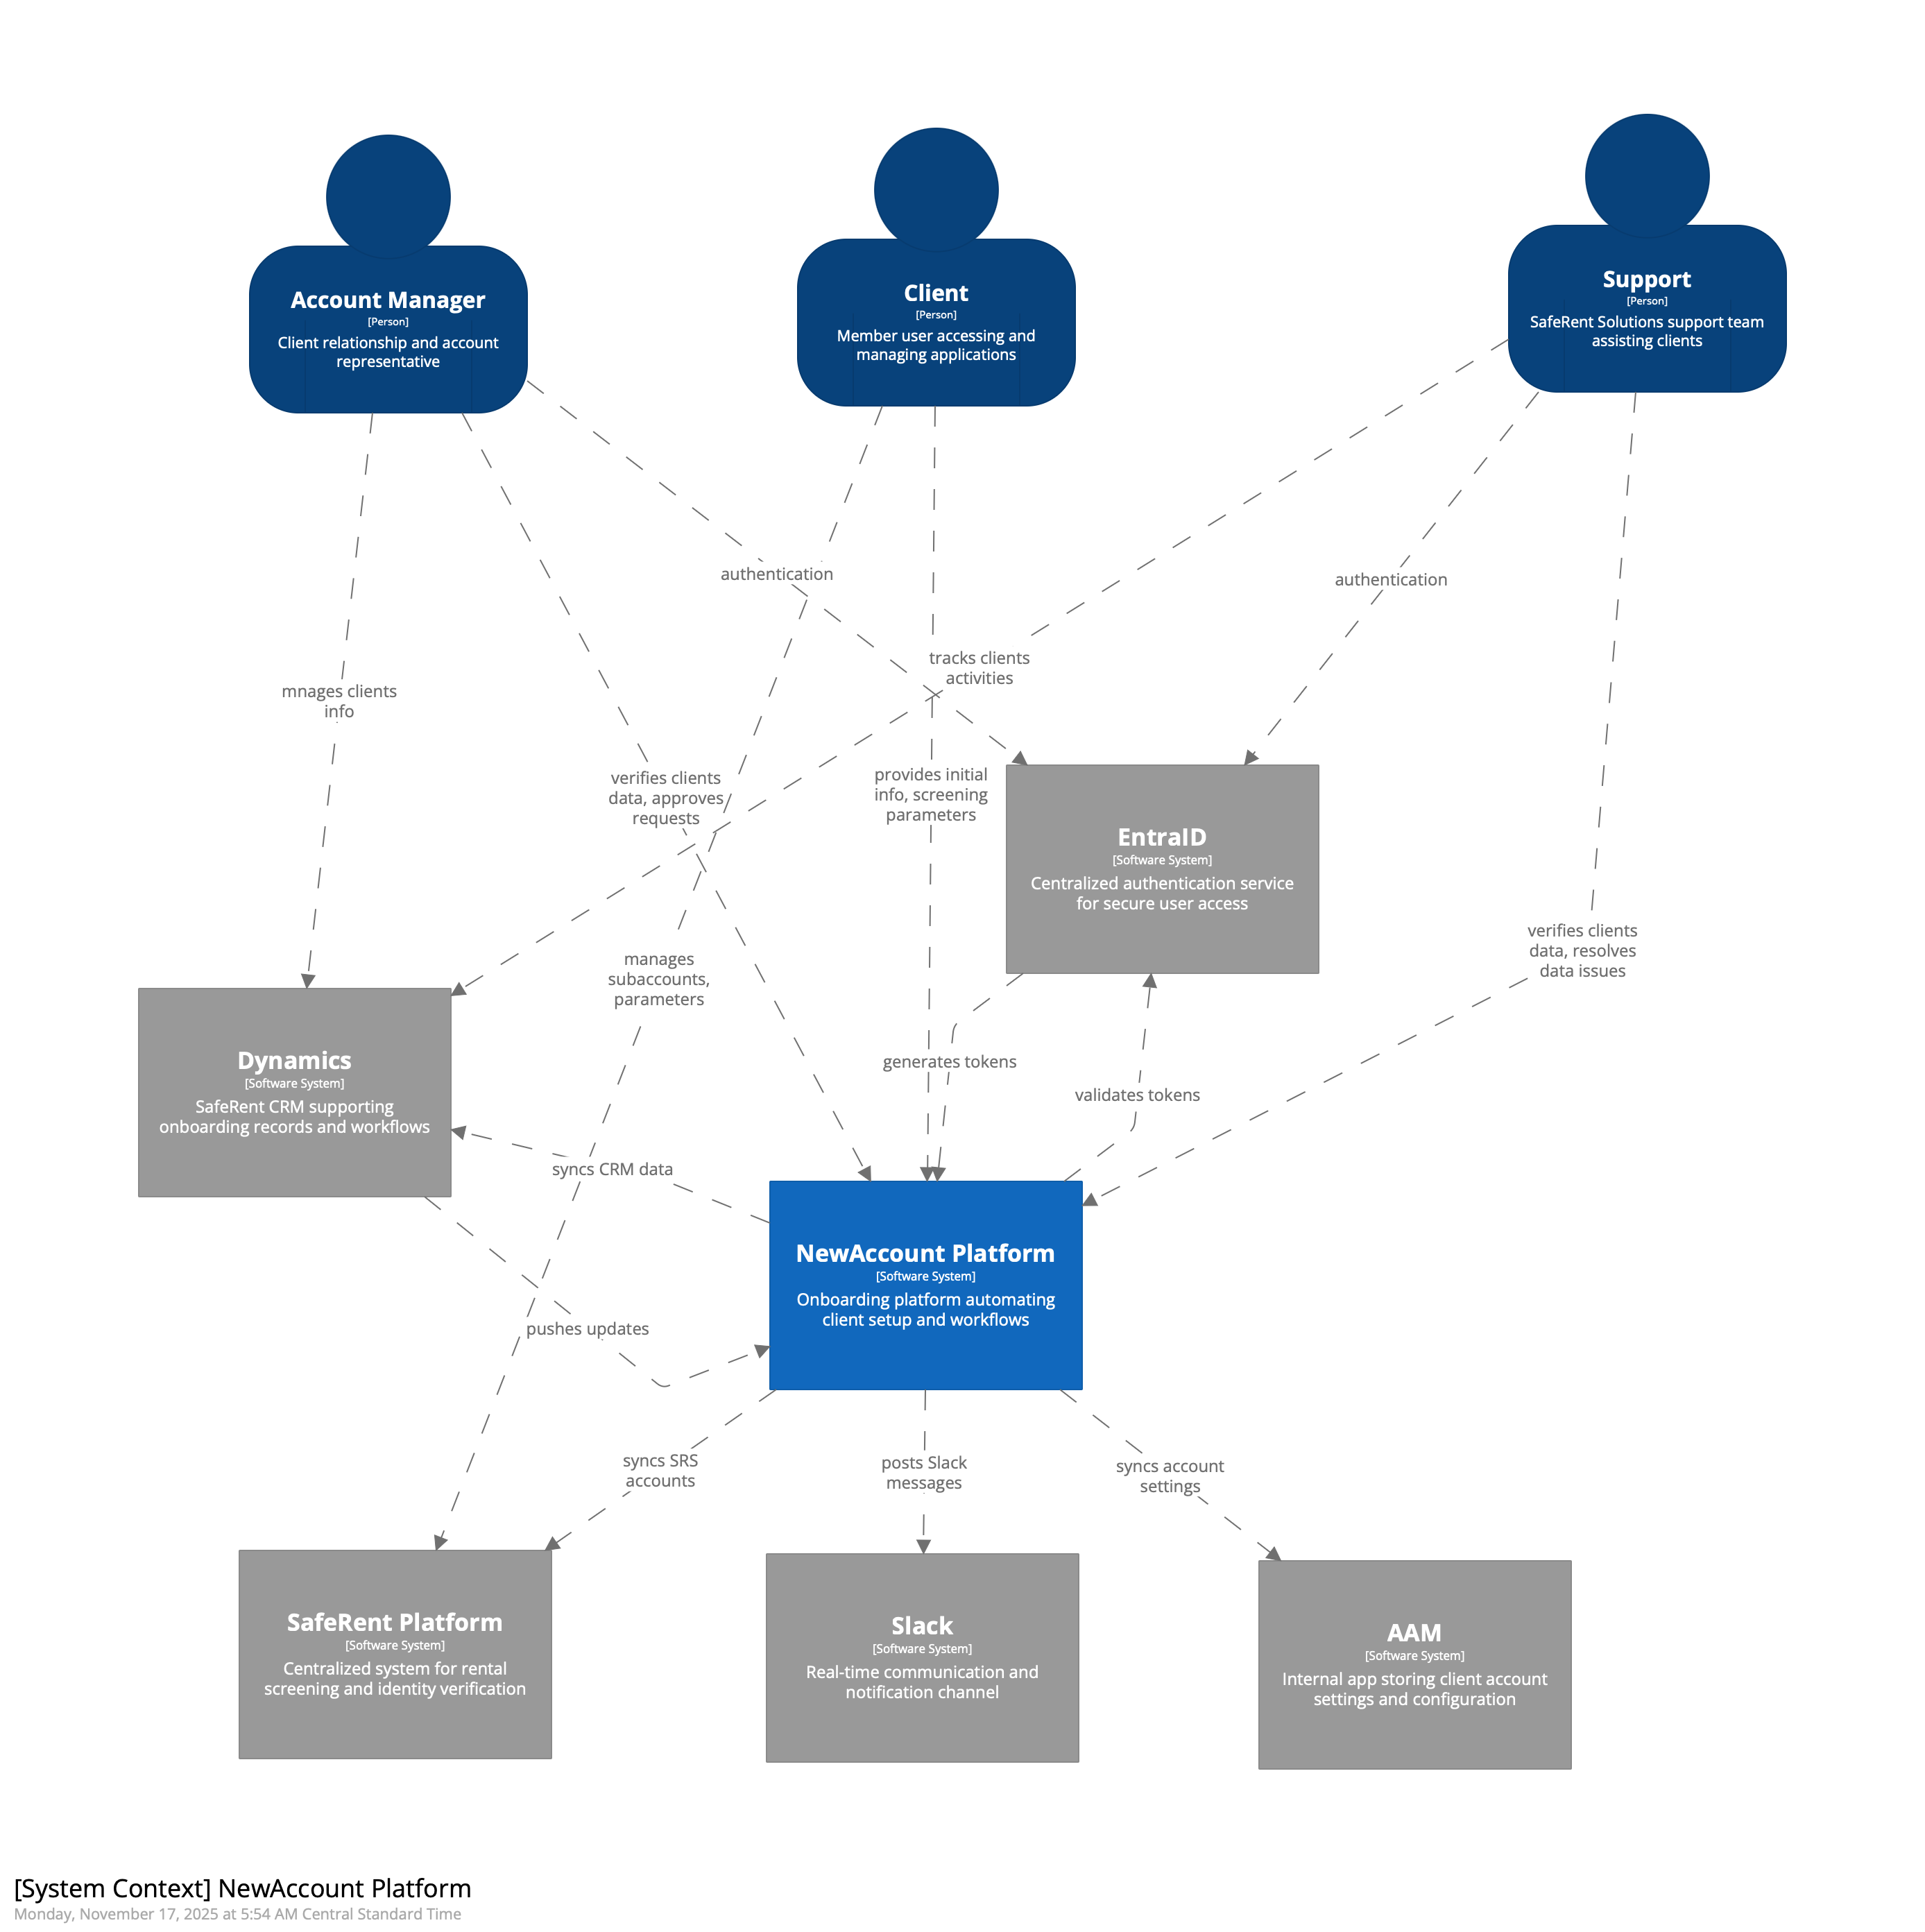 Account Manager
[Person]
Client relationship and account
representative
Client
[Person]
Member user accessing and
managing applications
Support
[Person]
SafeRent Solutions support team
assisting clients
authentication
authentication
tracks clients
activities
mnages clients
info
verifies clients
data, approves
requests
provides initial
info, screening
parameters
EntraID
[Software System]
Centralized authentication service
for secure user access
manages
subaccounts,
parameters
verifies clients
data, resolves
data issues
Dynamics
[Software System]
SafeRent CRM supporting
onboarding records and workflows
generates tokens
validates tokens
syncs CRM data
NewAccount Platform
[Software System]
Onboarding platform automating
client setup and workflows
pushes updates
syncs SRS
accounts
posts Slack
messages
syncs account
settings
SafeRent Platform
[Software System]
Centralized system for rental
screening and identity verification
Slack
[Software System]
Real-time communication and
notification channel
AAM
[Software System]
Internal app storing client account
settings and configuration
[System Context] NewAccount Platform
Monday, November 17, 2025 at 5:54 AM Central Standard Time